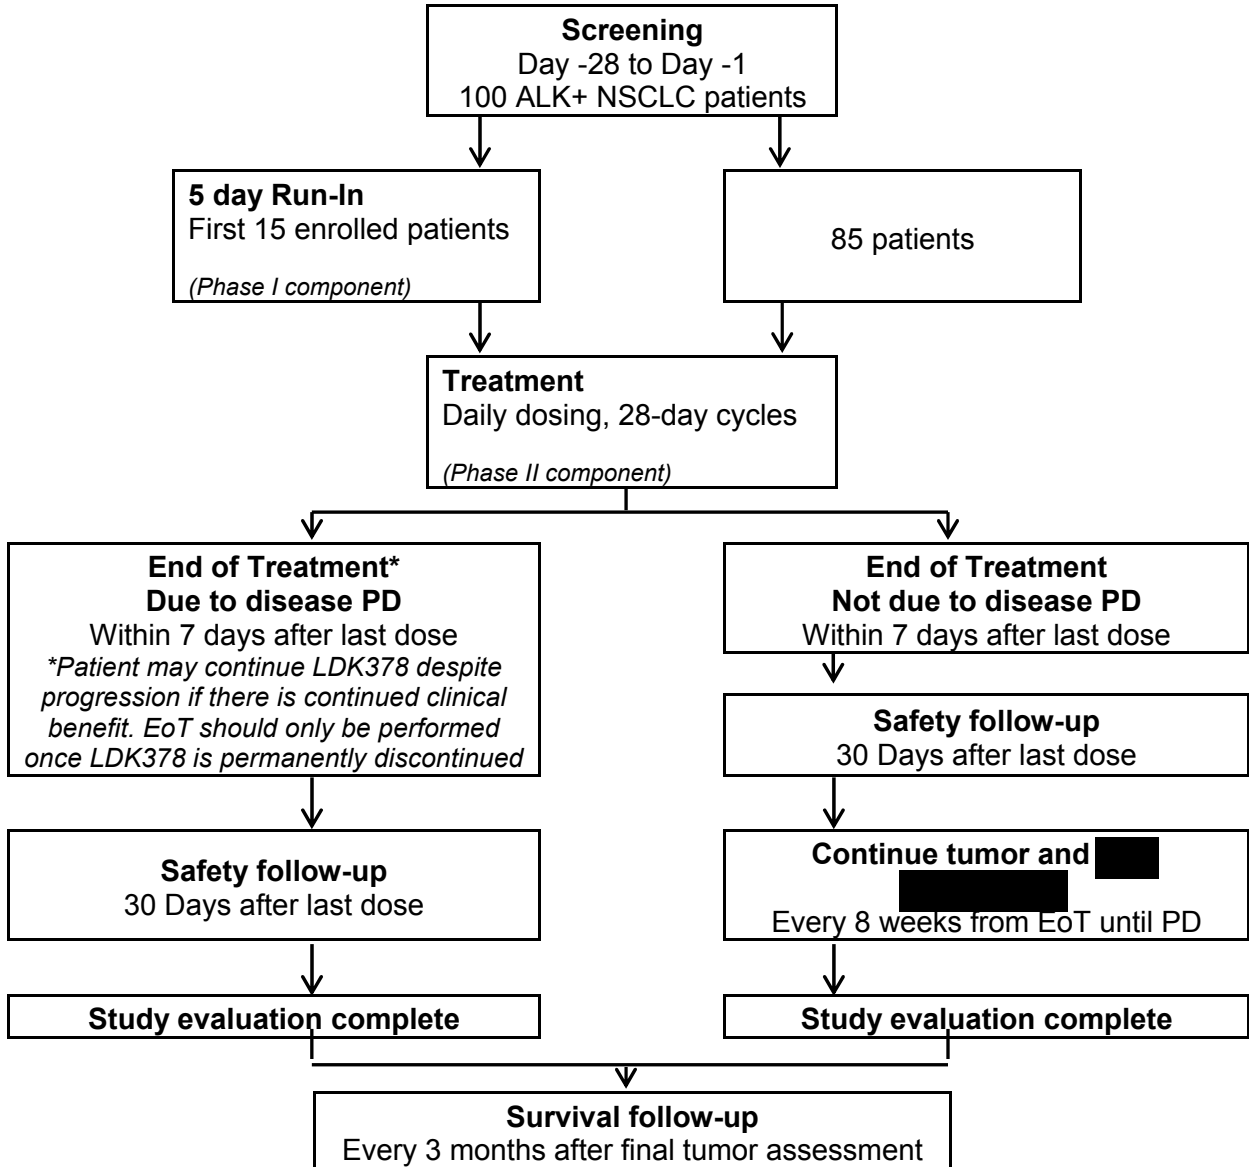 Screening
Day -28 to Day -1
100 ALK+ NSCLC patients
5 day Run-In
First 15 enrolled patients
(Phase I component)
85 patients
Treatment
Daily dosing, 28-day cycles
(Phase II component)
End of Treatment*
Due to disease PD
Within 7 days after last dose
*Patient may continue LDK378 despite
progression if there is continued clinical
benefit. EoT should only be performed
once LDK378 is permanently discontinued
Safety follow-up
30 Days after last dose
Study evaluation complete
End of Treatment
Not due to disease PD
Within 7 days after last dose
Safety follow-up
30 Days after last dose
Continue tumor and
Every 8 weeks from EoT until PD
Study evaluation complete
Survival follow-up
Every 3 months after final tumor assessment